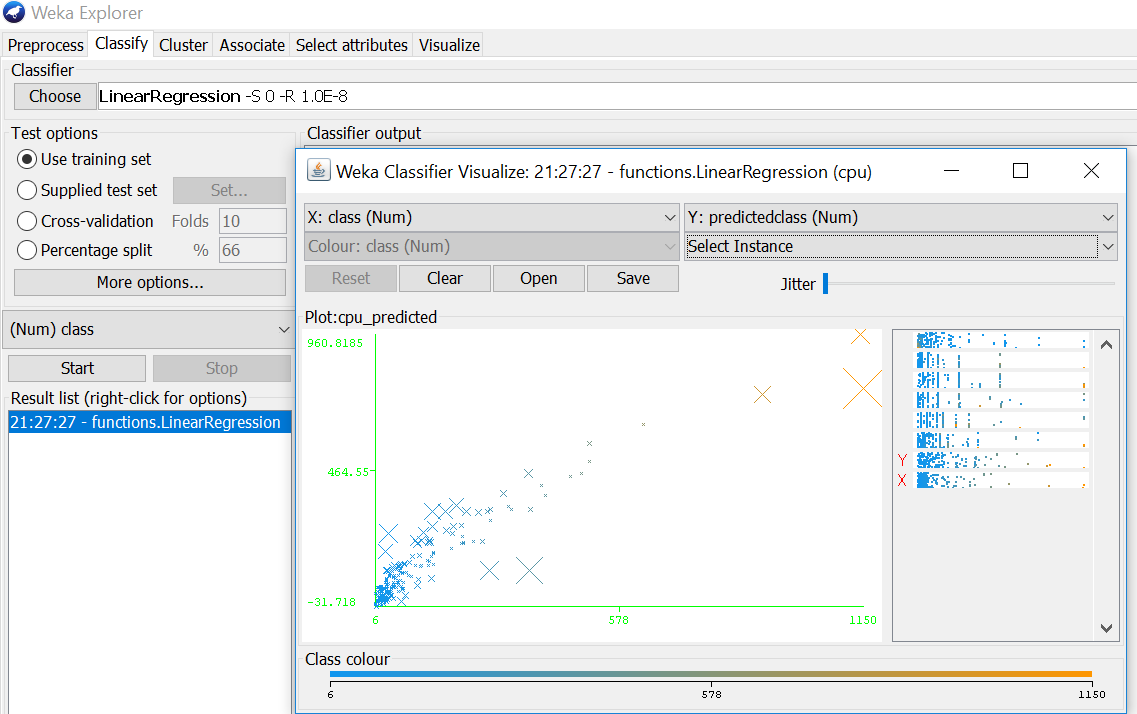 Weka Explorer
Preprocess Classify Cluster Associate Select attributes Visualize
Classifier
Choose LinearRegression -S 0 -R 1.0E-8
Test options
Use training set
Supplied test set Set...
Cross-validation Folds 10
Percentage split % 66
More options...
(Num) class
Start Stop
Result list (right-click for options)
21:27:27 - functions.LinearRegression
Classifier output
Weka Classifier Visualize: 21:27:27 - functions.LinearRegression (cpu)
X: class (Num) Y: predictedclass (Num)
Colour: class (Num) Select Instance
Reset Clear Open Save Jitter
Plot:cpu_predicted
960.8185
464.55
-31.718
6 578 1150
Y
X
Class colour
6 578 1150